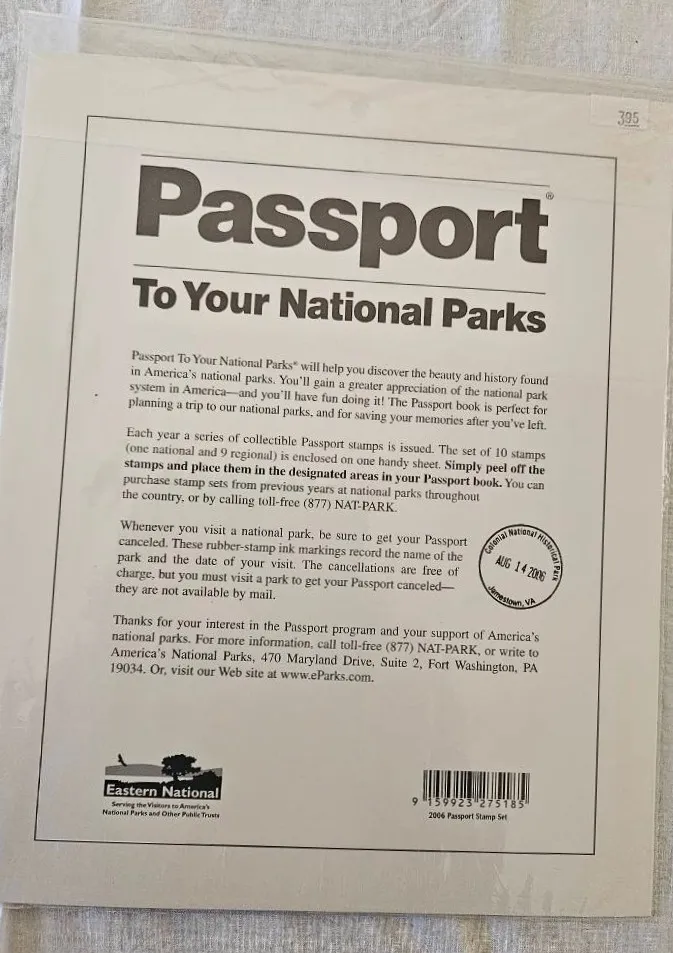 395
Passport®
To Your National Parks
Passport To Your National Parks® will help you discover the beauty and history found
in America's national parks. You'll gain a greater appreciation of the national park
system in America—and you'll have fun doing it! The Passport book is perfect for
planning a trip to our national parks, and for saving your memories after you've left.
Each year a series of collectible Passport stamps is issued. The set of 10 stamps
(one national and 9 regional) is enclosed on one handy sheet. Simply peel off the
stamps and place them in the designated areas in your Passport book. You can
purchase stamp sets from previous years at national parks throughout
the country, or by calling toll-free (877) NAT-PARK.
Whenever you visit a national park, be sure to get your Passport
canceled. These rubber-stamp ink markings record the name of the
park and the date of your visit. The cancellations are free of
charge, but you must visit a park to get your Passport canceled—
they are not available by mail.
Colonial National Historical Park
AUG 14 2006
Jamestown, VA
Thanks for your interest in the Passport program and your support of America's
national parks. For more information, call toll-free (877) NAT-PARK, or write to
America's National Parks, 470 Maryland Drive, Suite 2, Fort Washington, PA
19034. Or, visit our Web site at www.eParks.com.
Eastern National
Serving the Visitors to America's
National Parks and Other Public Trusts
9 159923 275185
2006 Passport Stamp Set